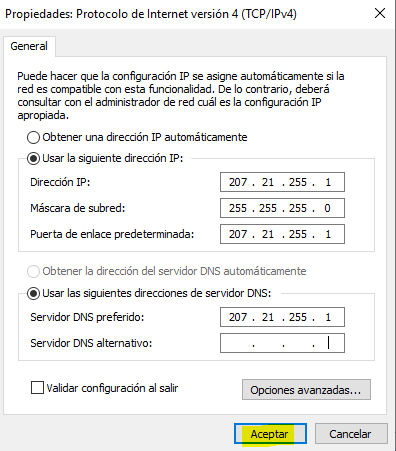 Propiedades: Protocolo de Internet versión 4 (TCP/IPv4)
General
Puede hacer que la configuración IP se asigne automáticamente si la
red es compatible con esta funcionalidad. De lo contrario, deberá
consultar con el administrador de red cuál es la configuración IP
apropiada.
Obtener una dirección IP automáticamente
Usar la siguiente dirección IP:
Dirección IP: 207 . 21 . 255 . 1
Máscara de subred: 255 . 255 . 255 . 0
Puerta de enlace predeterminada: 207 . 21 . 255 . 1
Obtener la dirección del servidor DNS automáticamente
Usar las siguientes direcciones de servidor DNS:
Servidor DNS preferido: 207 . 21 . 255 . 1
Servidor DNS alternativo: . . .
Validar configuración al salir
Opciones avanzadas...
Aceptar Cancelar